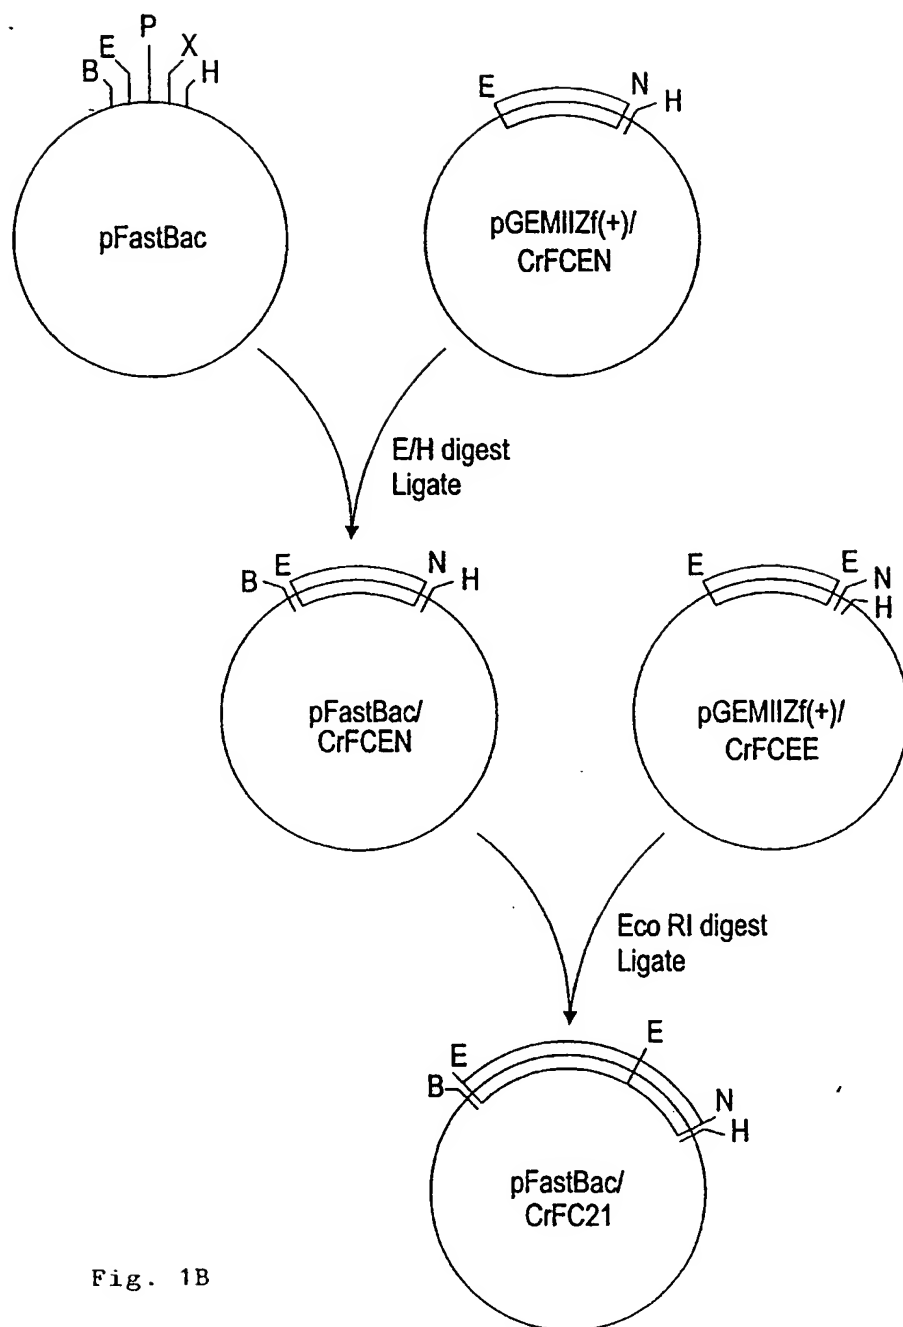 P
E
X
B
H
pFastBac
E
N
H
pGEMIIZf(+)/
CrFCEN
E/H digest
Ligate
B
E
N
H
pFastBac/
CrFCEN
E
E
N
H
pGEMIIZf(+)/
CrFCEE
Eco RI digest
Ligate
E
B
E
N
H
pFastBac/
CrFC21
Fig. 1B